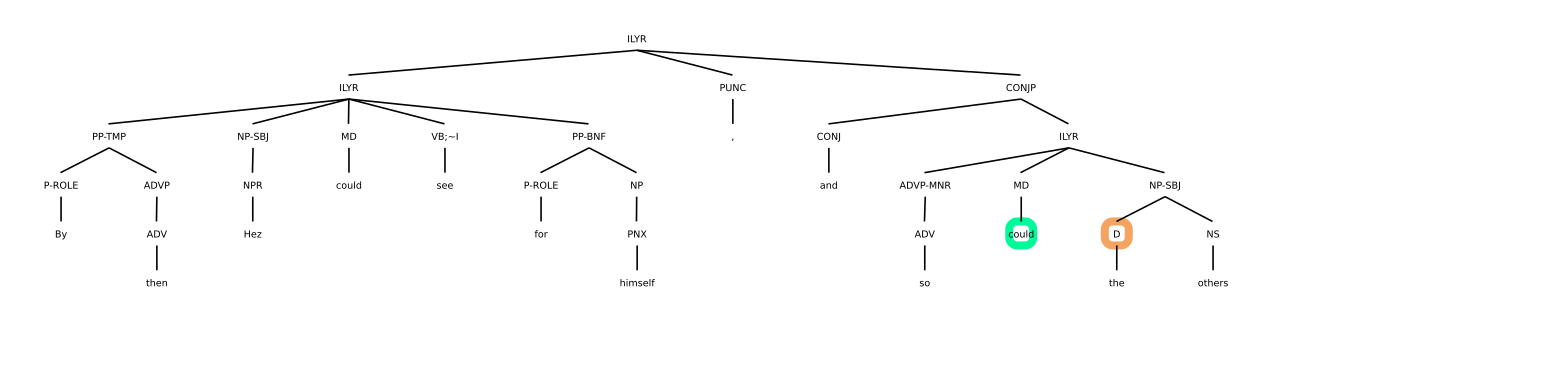 ILYR
ILYR PUNC CONJP
PP-TMP NP-SBJ MD VB;~I PP-BNF , CONJ ILYR
P-ROLE ADVP NPR could see P-ROLE NP and ADVP-MNR MD NP-SBJ
By ADV Hez for PNX ADV could D NS
then himself so the others